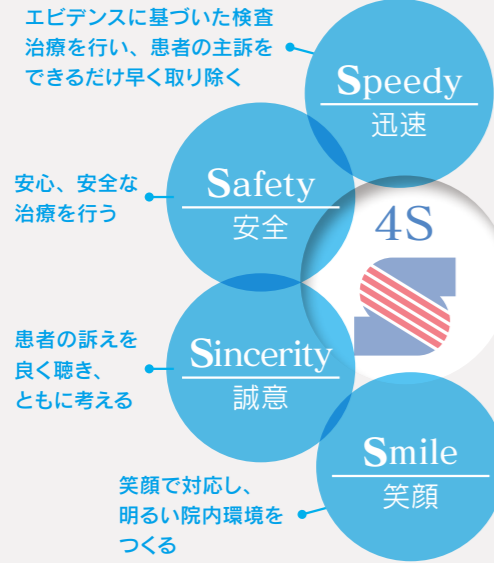 エビデンスに基づいた検査
治療を行い、患者の主訴を
できるだけ早く取り除く
Speedy
迅速
安心、安全な
治療を行う
Safety
安全
4S
患者の訴えを
良く聴き、
ともに考える
Sincerity
誠意
Smile
笑顔
笑顔で対応し、
明るい院内環境を
つくる